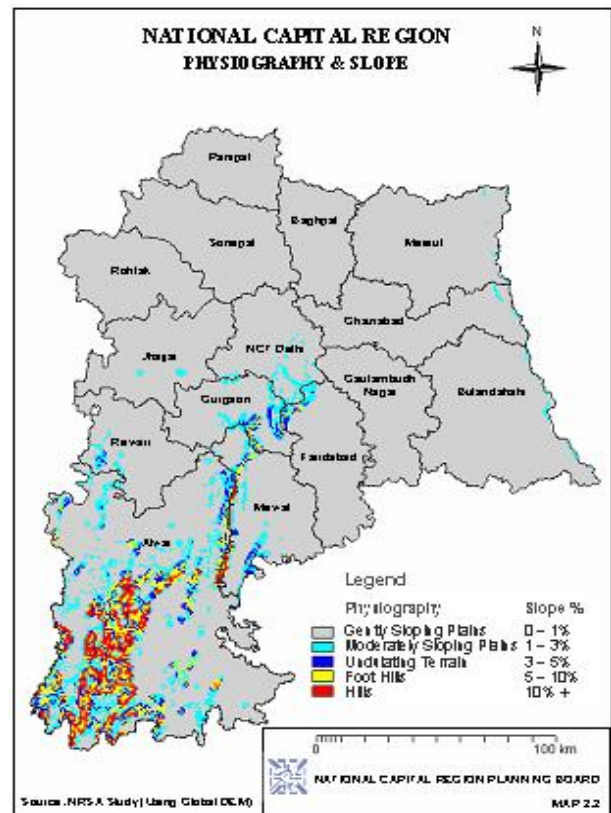 NATIONAL CAPITAL REGION
PHYSIOGRAPHY & SLOPE
N
Panipat
Baghpat
Sonepat
Meerut
Rohtak
Ghaziabad
NCT Delhi
Jhajjar
Gautambudh
Nagar
Bulandshahr
Gurgaon
Rewari
Faridabad
Mewat
Alwar
Legend
Physiography Slope %
Gently Sloping Plains 0 – 1%
Moderately Sloping Plains 1 – 3%
Undulating Terrain 3 – 5%
Foot Hills 5 – 10%
Hills 10% +
0 100 km
NATIONAL CAPITAL REGION PLANNING BOARD
Source: NRSA Study (Using Global DEM) MAP 2.2